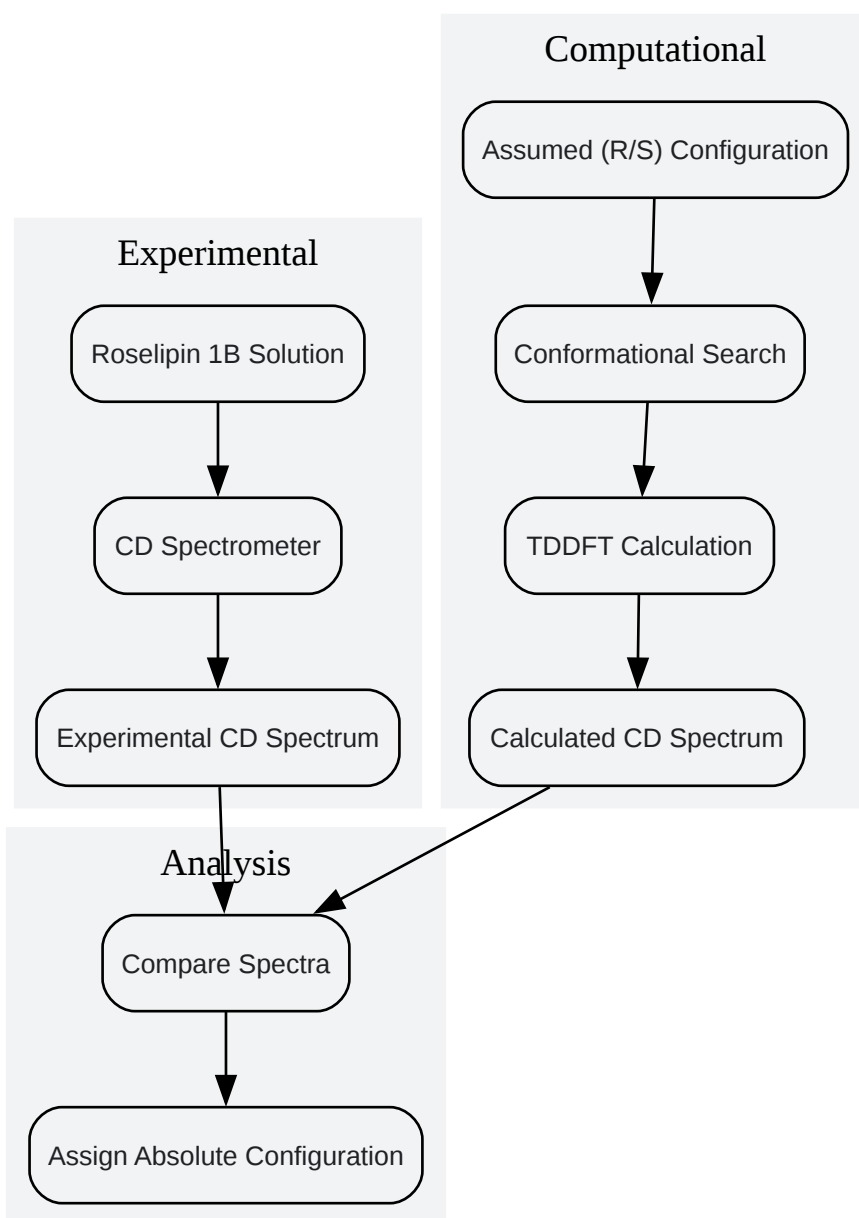 Computational
Assumed (R/S) Configuration
Experimental
Roselipin 1B Solution
Conformational Search
CD Spectrometer
TDDFT Calculation
Experimental CD Spectrum
Calculated CD Spectrum
Analysis
Compare Spectra
Assign Absolute Configuration